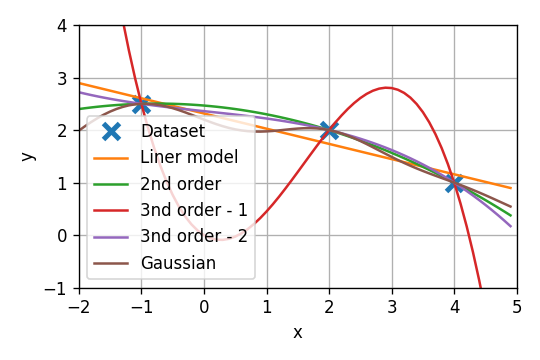 4
3
2
1
0
−1
y
Dataset
Liner model
2nd order
3nd order - 1
3nd order - 2
Gaussian
−2 −1 0 1 2 3 4 5
x